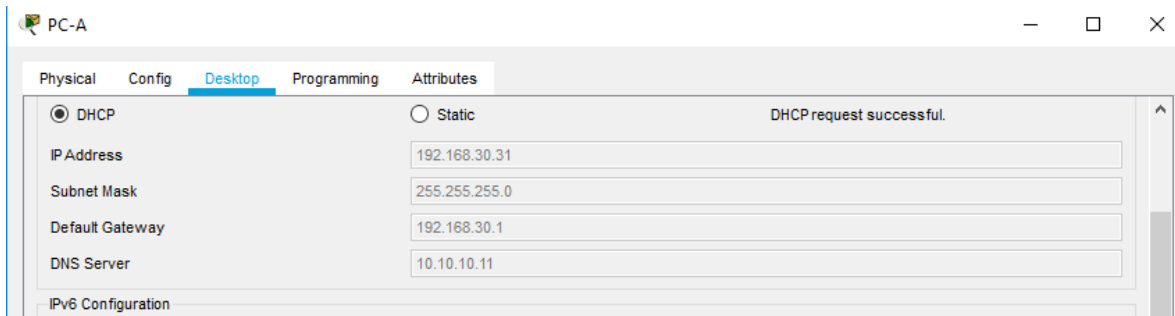 PC-A
Physical Config Desktop Programming Attributes
DHCP Static DHCP request successful.
IP Address 192.168.30.31
Subnet Mask 255.255.255.0
Default Gateway 192.168.30.1
DNS Server 10.10.10.11
IPv6 Configuration